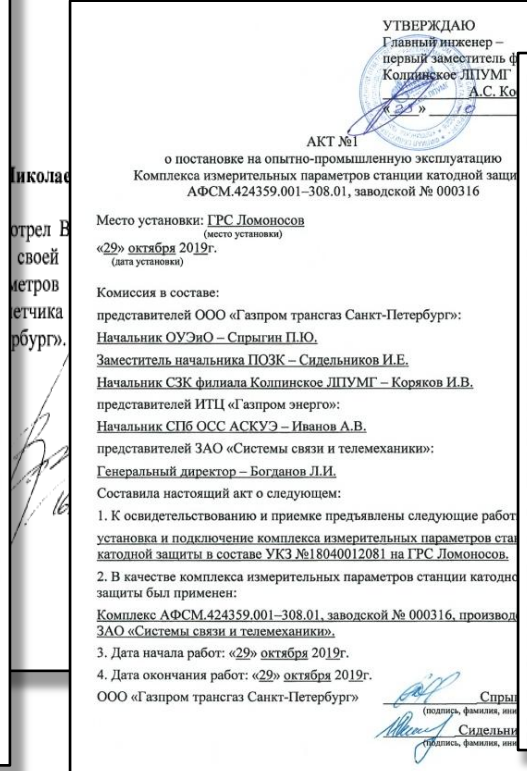 Николае
отрел В
своей
метров
етчика
рбург».
УТВЕРЖДАЮ
Главный инженер –
первый заместитель ф
Колпинское ЛПУМГ
А.С. Ко
«23» 10
АКТ №1
о постановке на опытно-промышленную эксплуатацию
Комплекса измерительных параметров станции катодной защи
АФСМ.424359.001–308.01, заводской № 000316
Место установки: ГРС Ломоносов
(место установки)
«29» октября 2019г.
(дата установки)
Комиссия в составе:
представителей ООО «Газпром трансгаз Санкт-Петербург»:
Начальник ОУЭиО – Спрыгин П.Ю.
Заместитель начальника ПОЗК – Сидельников И.Е.
Начальник СЗК филиала Колпинское ЛПУМГ – Коряков И.В.
представителей ИТЦ «Газпром энерго»:
Начальник СПб ОСС АСКУЭ – Иванов А.В.
представителей ЗАО «Системы связи и телемеханики»:
Генеральный директор – Богданов Л.И.
Составила настоящий акт о следующем:
1. К освидетельствованию и приемке предъявлены следующие работ
установка и подключение комплекса измерительных параметров стан
катодной защиты в составе УКЗ №18040012081 на ГРС Ломоносов.
2. В качестве комплекса измерительных параметров станции катодно
защиты был применен:
Комплекс АФСМ.424359.001–308.01, заводской № 000316, производ
ЗАО «Системы связи и телемеханики».
3. Дата начала работ: «29» октября 2019г.
4. Дата окончания работ: «29» октября 2019г.
ООО «Газпром трансгаз Санкт-Петербург»
Спры
(подпись, фамилия, ини
Сидельни
(подпись, фамилия, ини